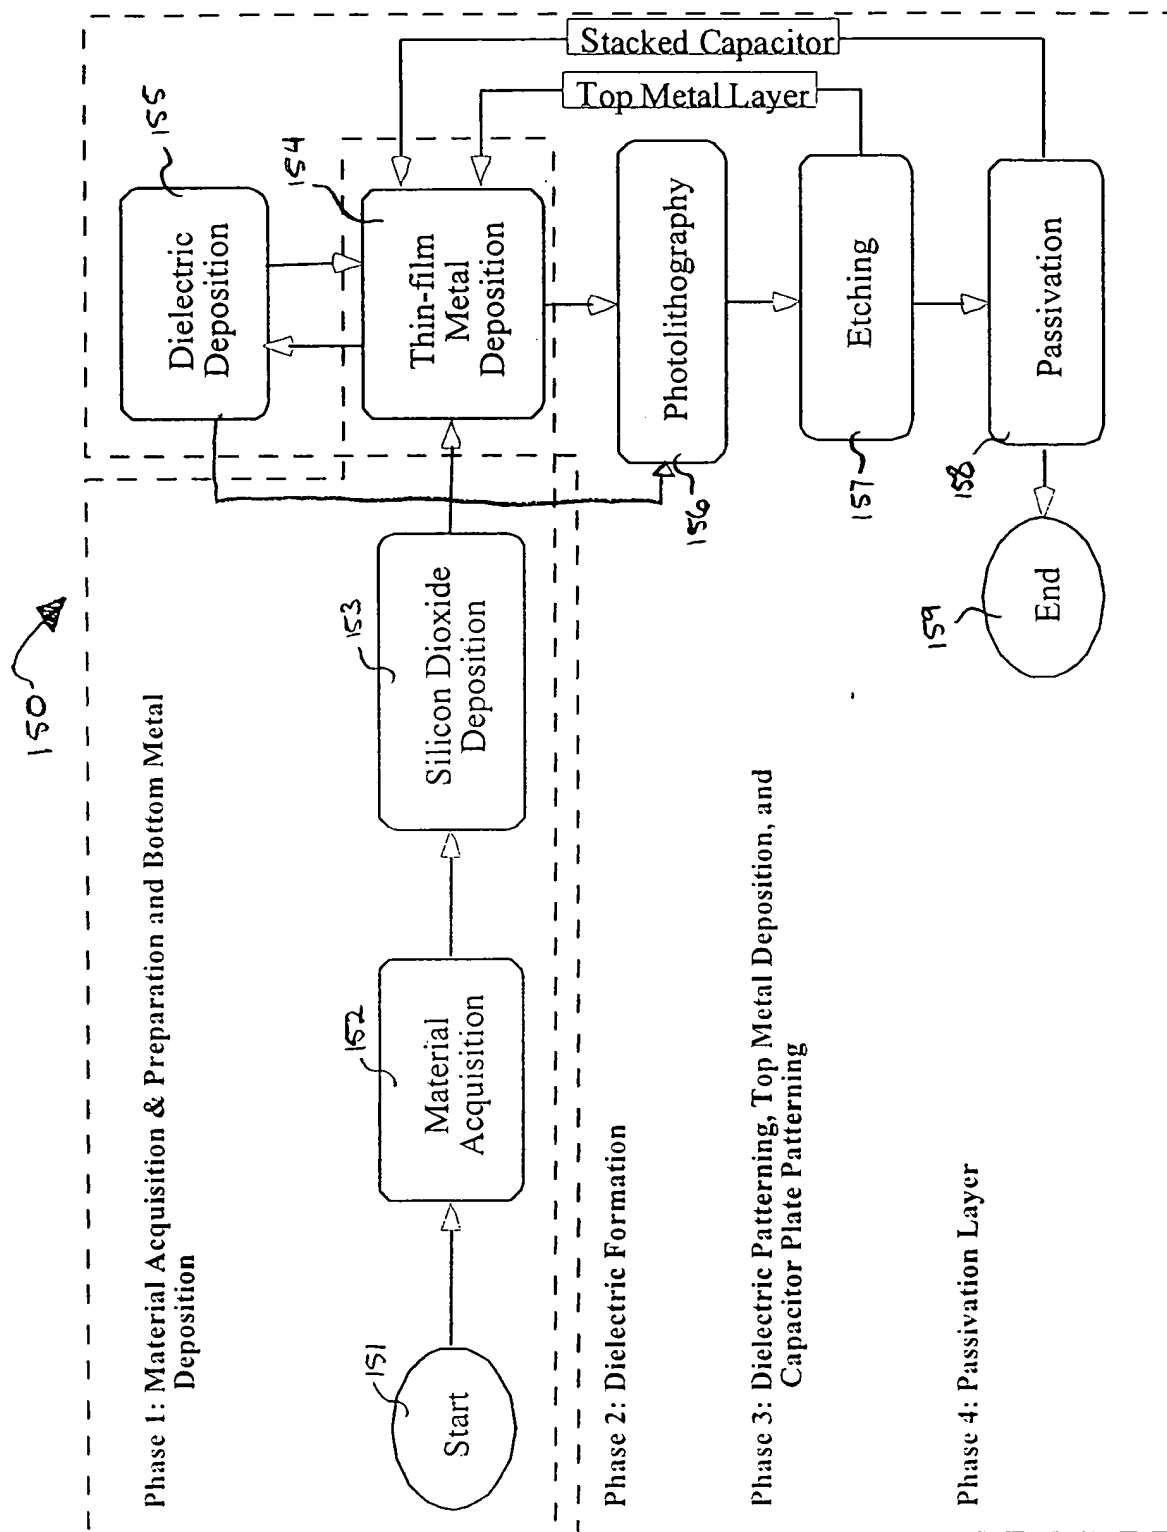 150
Phase 1: Material Acquisition & Preparation and Bottom Metal
Deposition
151
Start
152
Material
Acquisition
153
Silicon Dioxide
Deposition
154
Thin-film
Metal
Deposition
155
Dielectric
Deposition
Phase 2: Dielectric Formation
156
Photolithography
Top Metal Layer
Stacked Capacitor
Phase 3: Dielectric Patterning, Top Metal Deposition, and
Capacitor Plate Patterning
157
Etching
Phase 4: Passivation Layer
159
End
158
Passivation